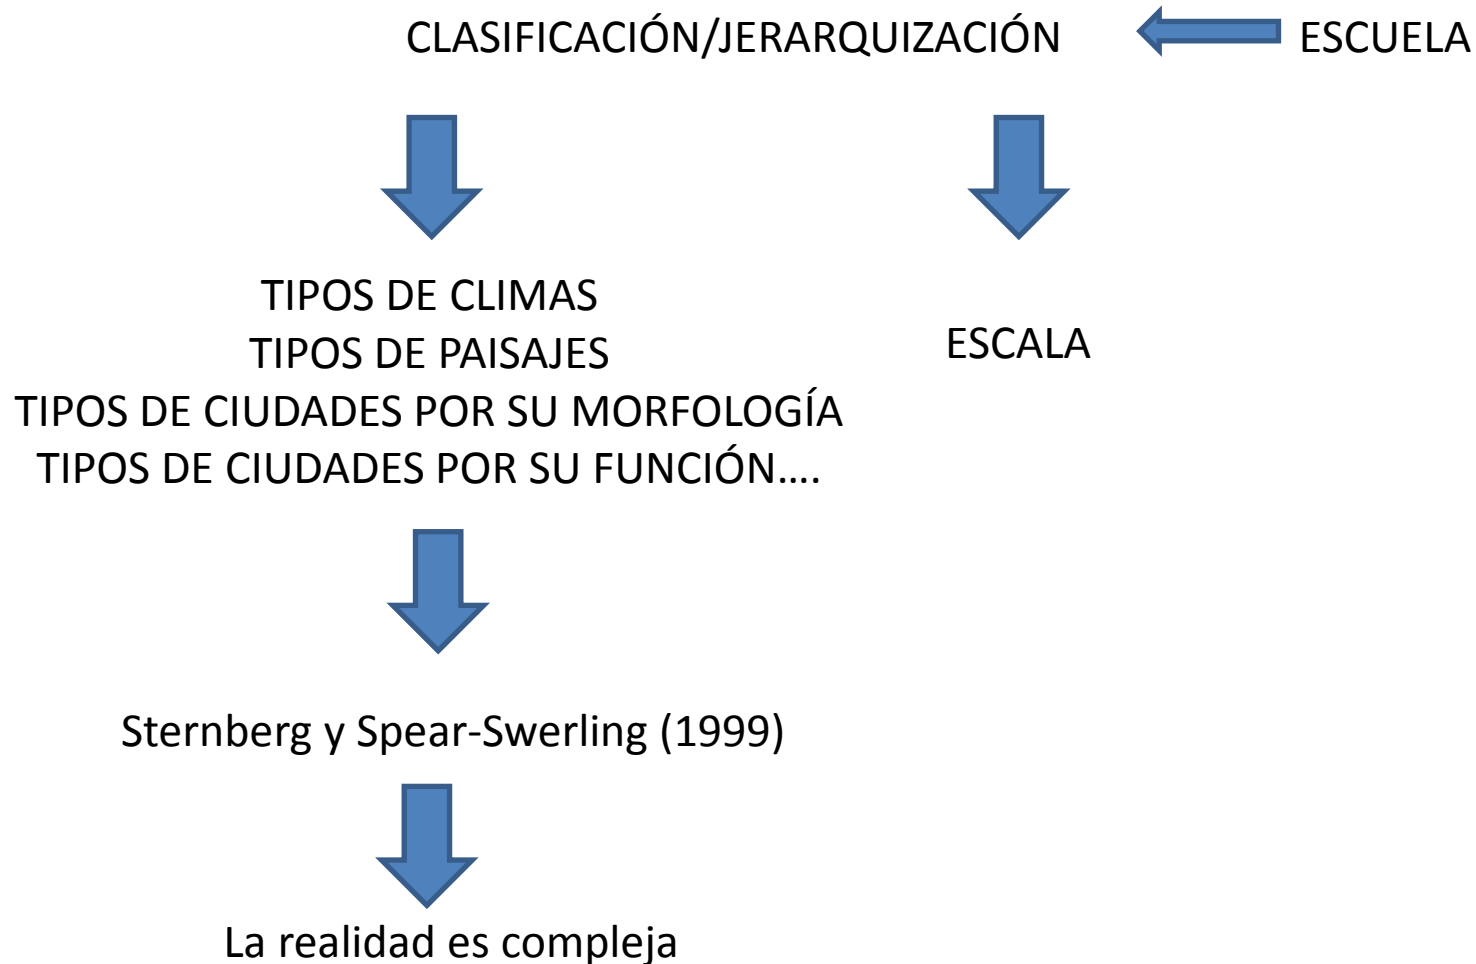 CLASIFICACIÓN/JERARQUIZACIÓN
ESCUELA
TIPOS DE CLIMAS
TIPOS DE PAISAJES
TIPOS DE CIUDADES POR SU MORFOLOGÍA
TIPOS DE CIUDADES POR SU FUNCIÓN....
ESCALA
Sternberg y Spear-Swerling (1999)
La realidad es compleja